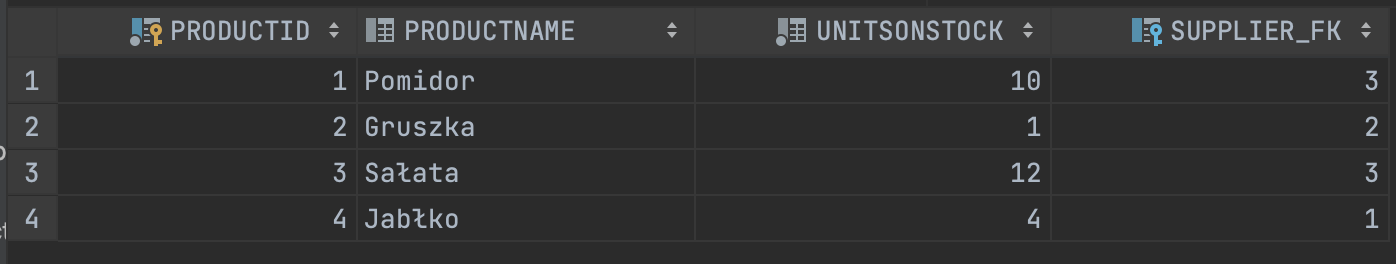 PRODUCTID PRODUCTNAME UNITSONSTOCK SUPPLIER_FK
1 1 Pomidor 10 3
2 2 Gruszka 1 2
3 3 Sałata 12 3
4 4 Jabłko 4 1